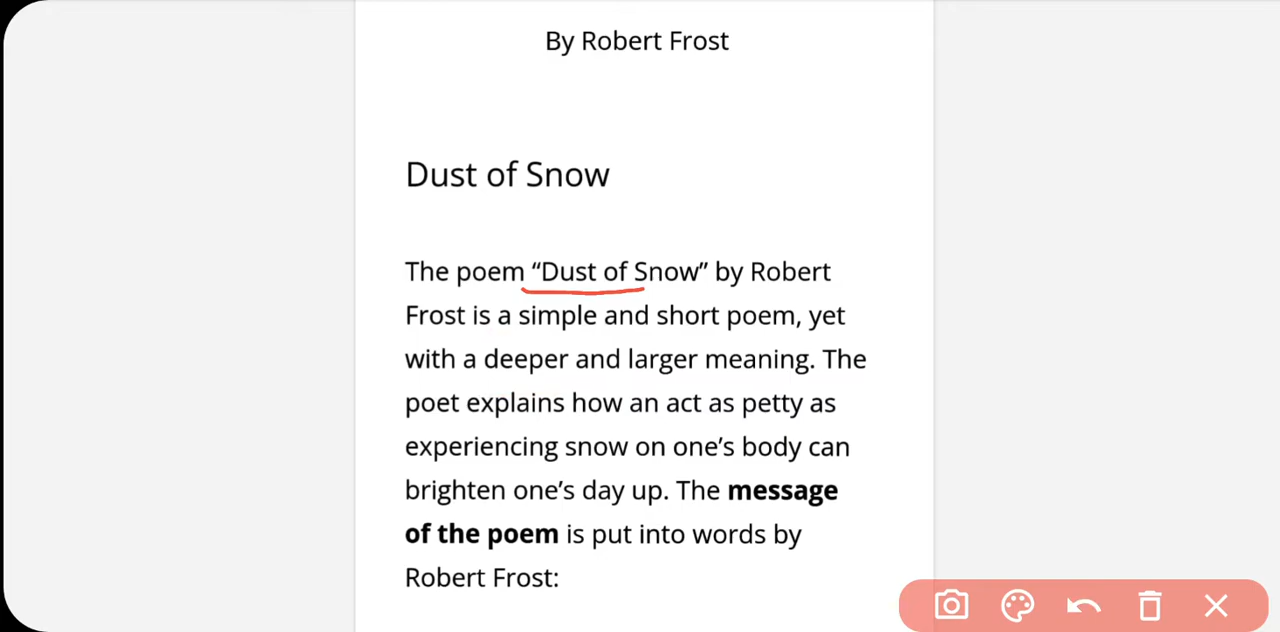 By Robert Frost
Dust of Snow
The poem “Dust of Snow” by Robert
Frost is a simple and short poem, yet
with a deeper and larger meaning. The
poet explains how an act as petty as
experiencing snow on one’s body can
brighten one’s day up. The message
of the poem is put into words by
Robert Frost: